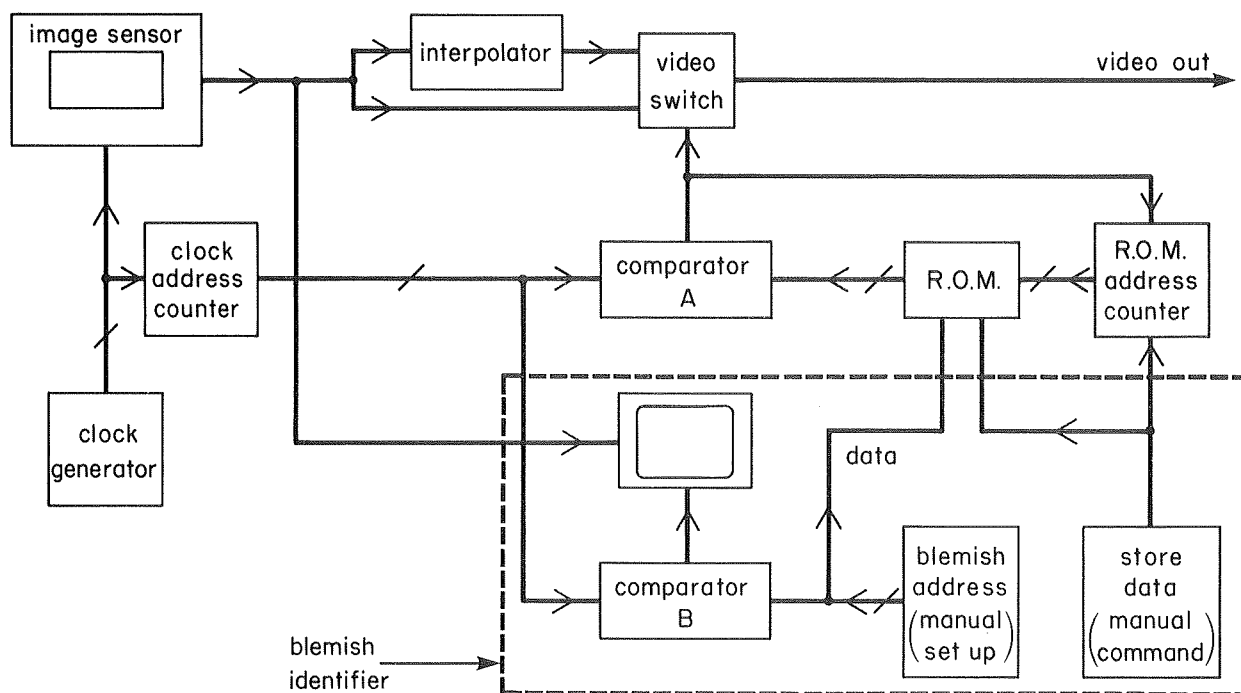 image sensor
interpolator
video
switch
video out
clock
address
counter
comparator
A
R.O.M.
R.O.M.
address
counter
clock
generator
data
comparator
B
blemish
address
(manual
set up)
store
data
(manual
command)
blemish
identifier